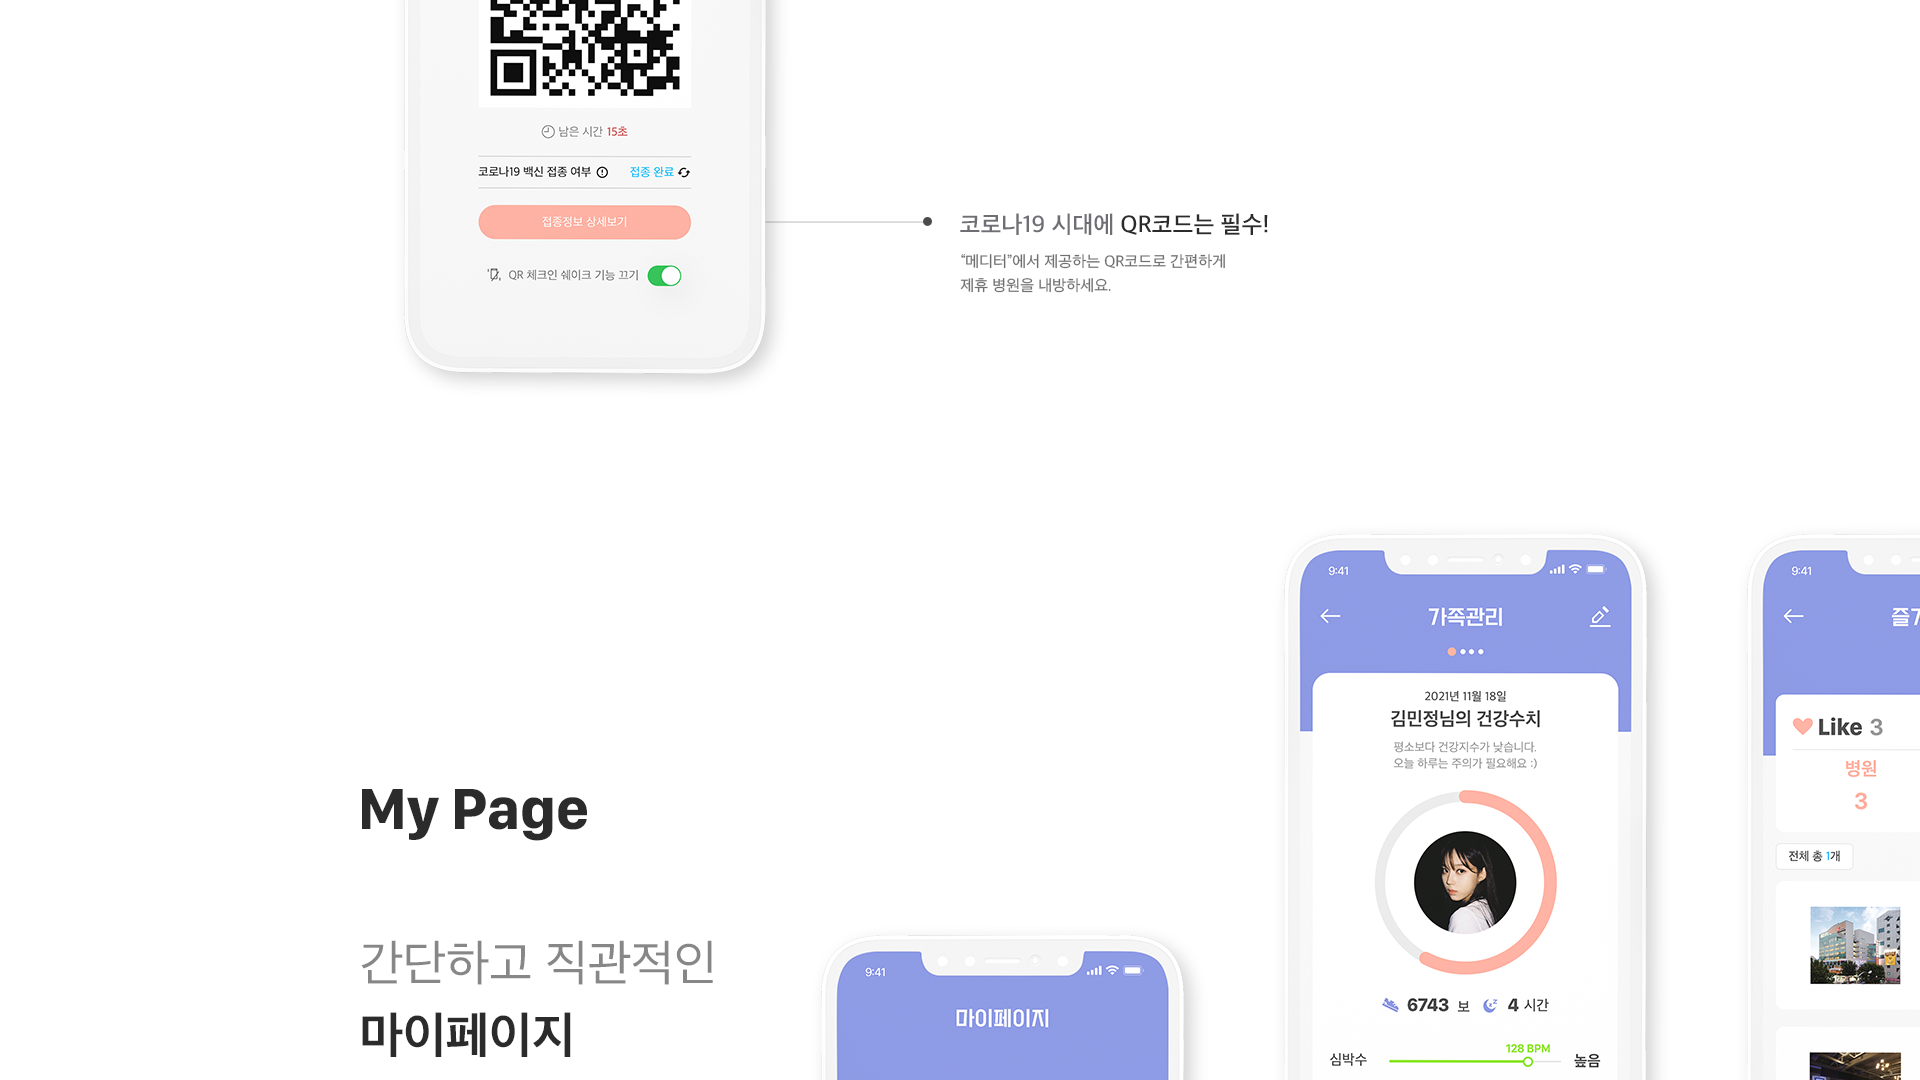 남은 시간 15초
코로나19 백신 접종 여부 접종 완료
접종정보 상세보기
QR 체크인 쉐이크 기능 끄기
코로나19 시대에 QR코드는 필수!
“메디터”에서 제공하는 QR코드로 간편하게
제휴 병원을 내방하세요.
My Page
간단하고 직관적인
마이페이지
9:41
마이페이지
9:41
가족관리
2021년 11월 18일
김민정님의 건강수치
평소보다 건강지수가 낮습니다.
오늘 하루는 주의가 필요해요 :)
6743 보 4 시간
128 BPM
심박수 높음
9:41
즐
Like 3
병원
3
전체 총 1개